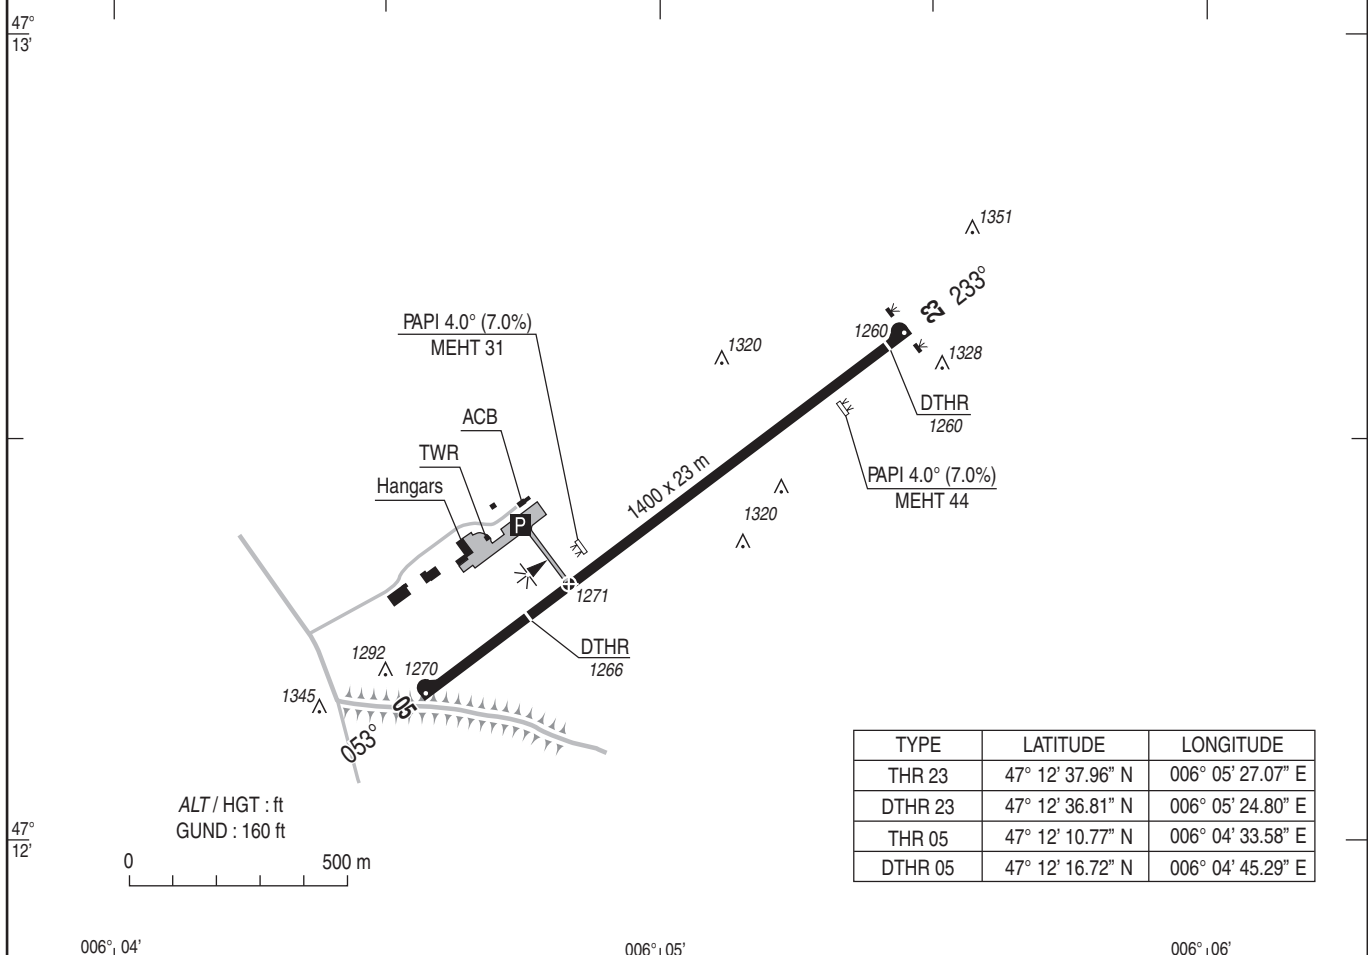 47°
13'
1351
23 233°
1260
PAPI 4.0° (7.0%)
MEHT 31
1320
1328
DTHR
1260
ACB
TWR
Hangars
PAPI 4.0° (7.0%)
MEHT 44
1400 x 23 m
1320
P
1271
DTHR
1266
1292
1270
1345
05
053°
TYPE LATITUDE LONGITUDE
THR 23 47° 12' 37.96” N 006° 05' 27.07” E
DTHR 23 47° 12' 36.81” N 006° 05' 24.80” E
THR 05 47° 12' 10.77” N 006° 04' 33.58” E
DTHR 05 47° 12' 16.72” N 006° 04' 45.29” E
ALT / HGT : ft
GUND : 160 ft
47°
12'
0 500 m
006° 04' 006° 05' 006° 06'